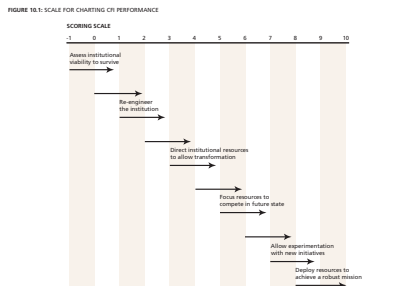 FIGURE 10.1: SCALE FOR CHARTING CFI PERFORMANCE
SCORING SCALE
-1 0 1 2 3 4 5 6 7 8 9 10
Assess institutional
viability to survive
Re-engineer
the institution
Direct institutional resources
to allow transformation
Focus resources to
compete in future state
Allow experimentation
with new initiatives
Deploy resources to
achieve a robust mission